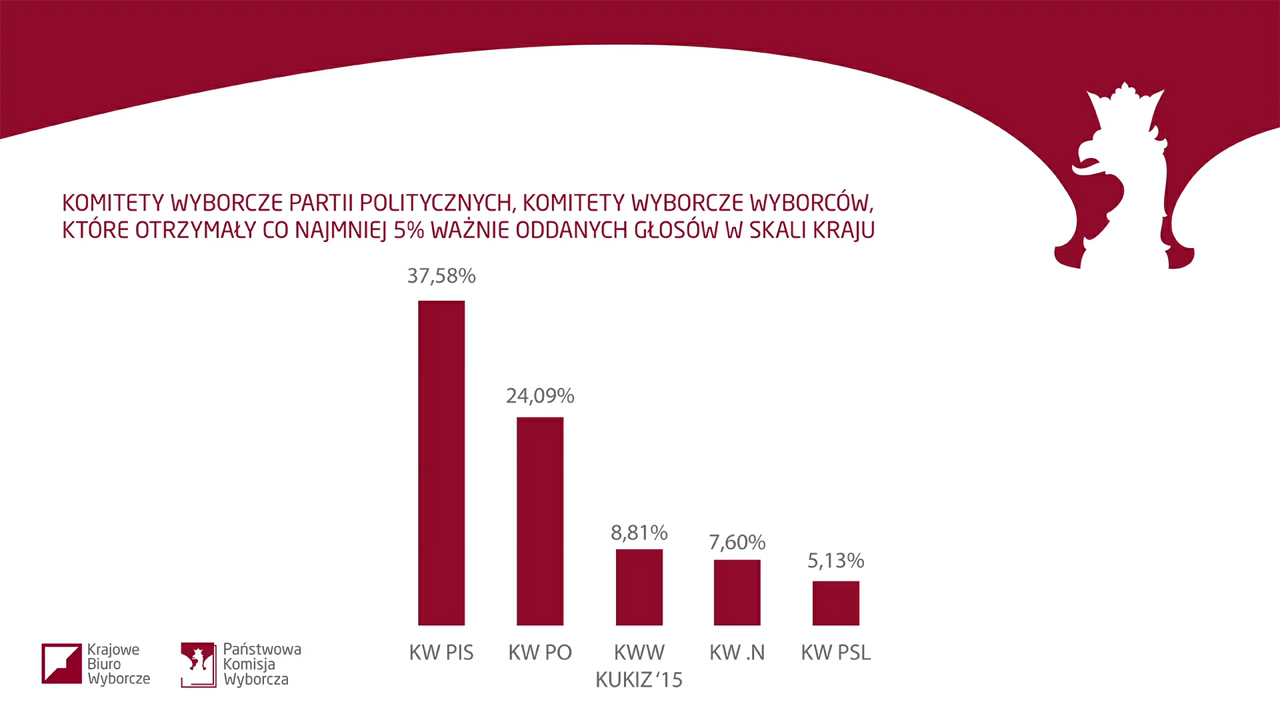 KOMITETY WYBORCZE PARTII POLITYCZNYCH, KOMITETY WYBORCZE WYBORCÓW,
KTÓRE OTRZYMAŁY CO NAJMNIEJ 5% WAŻNIE ODDANYCH GŁOSÓW W SKALI KRAJU
37,58%
24,09%
8,81%
7,60%
5,13%
KW PIS
KW PO
KWW
KUKIZ '15
KW .N
KW PSL
Krajowe
Biuro
Wyborcze
Państwowa
Komisja
Wyborcza